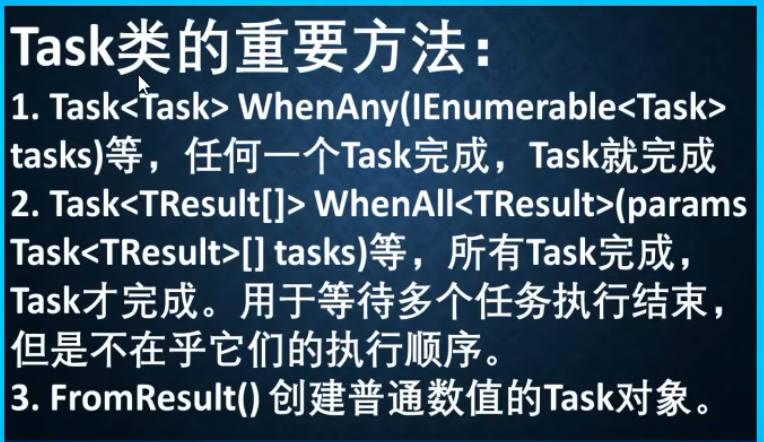 Task类的重要方法：
1. Task<Task> WhenAny(IEnumerable<Task>
tasks)等，任何一个Task完成，Task就完成
2. Task<TResult[]> WhenAll<TResult>(params
Task<TResult>[] tasks)等，所有Task完成，
Task才完成。用于等待多个任务执行结束，
但是不在乎它们的执行顺序。
3. FromResult() 创建普通数值的Task对象。